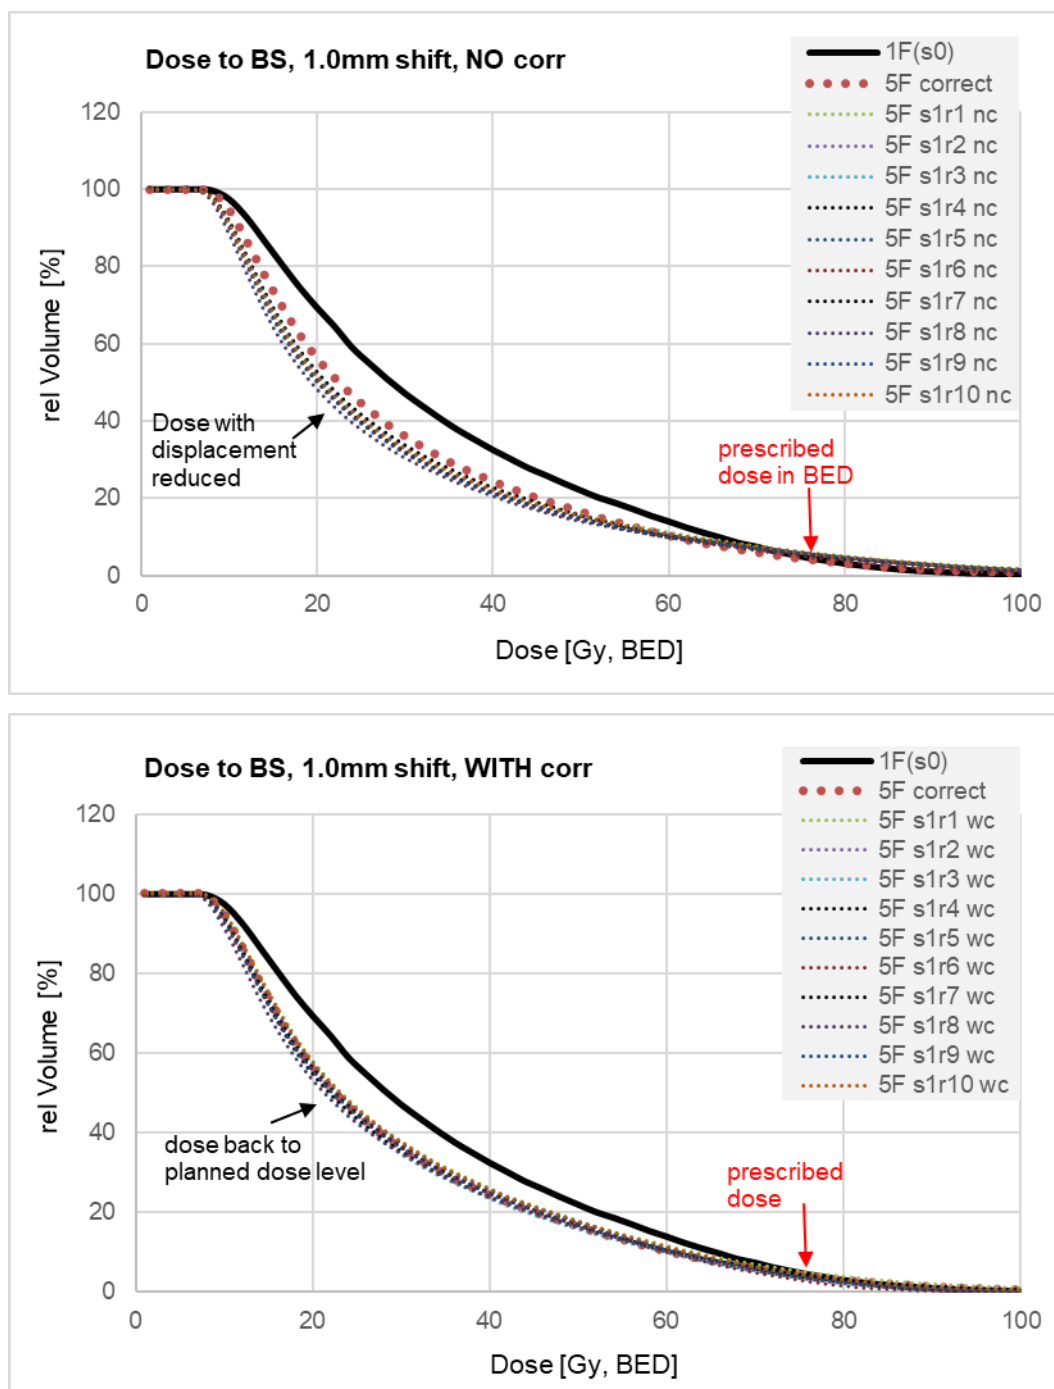 Dose to BS, 1.0mm shift, NO corr
1F(s0)
5F correct
5F s1r1 nc
5F s1r2 nc
5F s1r3 nc
5F s1r4 nc
5F s1r5 nc
5F s1r6 nc
5F s1r7 nc
5F s1r8 nc
5F s1r9 nc
5F s1r10 nc
120
100
80
60
40
20
0
rel Volume [%]
Dose with
displacement
reduced
prescribed
dose in BED
0 20 40 60 80 100
Dose [Gy, BED]
Dose to BS, 1.0mm shift, WITH corr
1F(s0)
5F correct
5F s1r1 wc
5F s1r2 wc
5F s1r3 wc
5F s1r4 wc
5F s1r5 wc
5F s1r6 wc
5F s1r7 wc
5F s1r8 wc
5F s1r9 wc
5F s1r10 wc
120
100
80
60
40
20
0
rel Volume [%]
dose back to
planned dose level
prescribed
dose
0 20 40 60 80 100
Dose [Gy, BED]